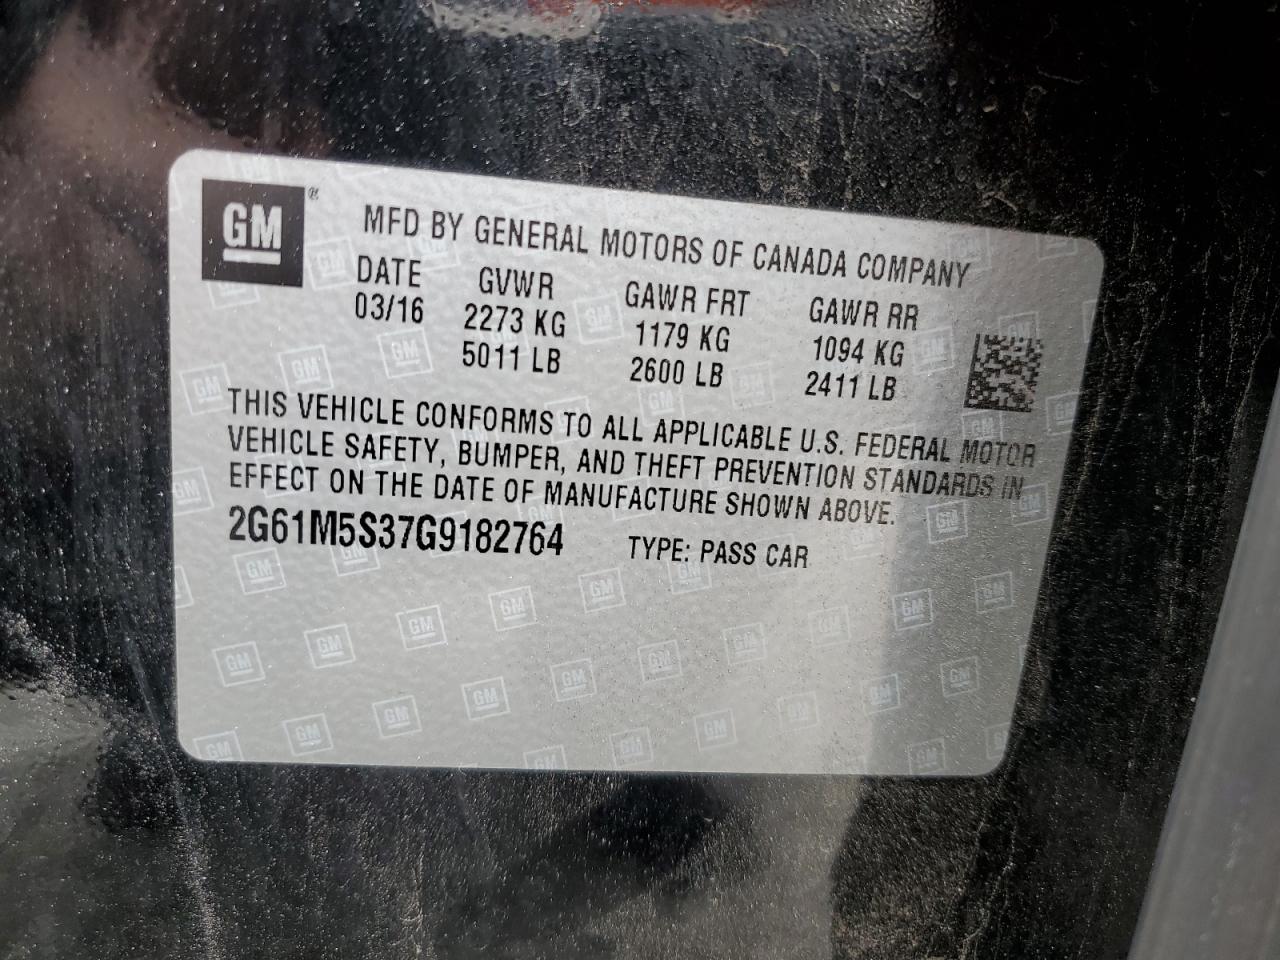 GM ®
MFD BY GENERAL MOTORS OF CANADA COMPANY
DATE GVWR GAWR FRT GAWR RR
03/16 2273 KG 1179 KG 1094 KG
5011 LB 2600 LB 2411 LB
THIS VEHICLE CONFORMS TO ALL APPLICABLE U.S. FEDERAL MOTOR
VEHICLE SAFETY, BUMPER, AND THEFT PREVENTION STANDARDS IN
EFFECT ON THE DATE OF MANUFACTURE SHOWN ABOVE.
2G61M5S37G9182764 TYPE: PASS CAR